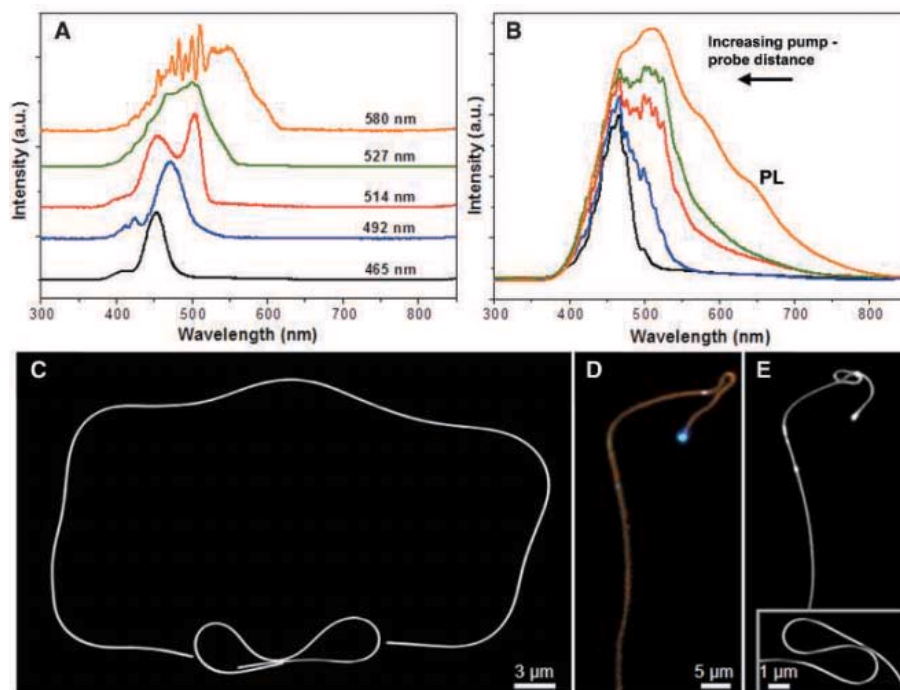 A
Intensity (a.u.)
580 nm
527 nm
514 nm
492 nm
465 nm
300 400 500 600 700 800
Wavelength (nm)
B
Intensity (a.u.)
Increasing pump -
probe distance
PL
300 400 500 600 700 800
Wavelength (nm)
C
3 µm
D
5 µm
E
1 µm